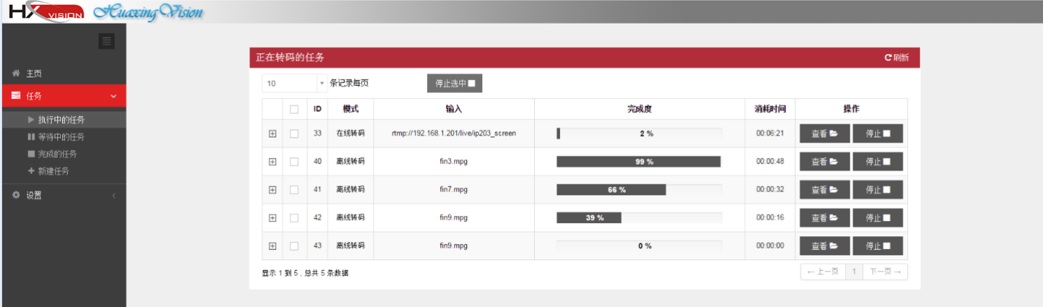 HX VISION Huaxing Vision
正在转码的任务 刷新
主页
10 条记录每页 停止选中
任务
ID 模式 输入 完成度 消耗时间 操作
执行中的任务
33 在线转码 rtmp://192.168.1.201/live/ip203_screen 2 % 00:06:21 查看 停止
等待中的任务
完成的任务
40 离线转码 fin3.mpg 99 % 00:00:48 查看 停止
新建任务
41 离线转码 fin7.mpg 66 % 00:00:32 查看 停止
设置
42 离线转码 fin9.mpg 39 % 00:00:16 查看 停止
43 离线转码 fin9.mpg 0 % 00:00:00 查看 停止
显示 1 到 5 , 总共 5 条数据 ← 上一页 1 下一页 →